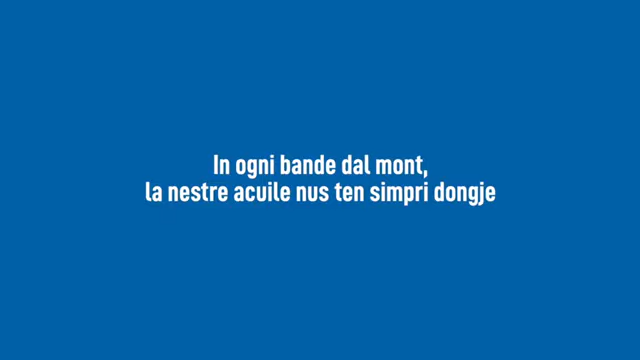 In ogni bande dal mont,
la nestre acuile nus ten simpri dongje